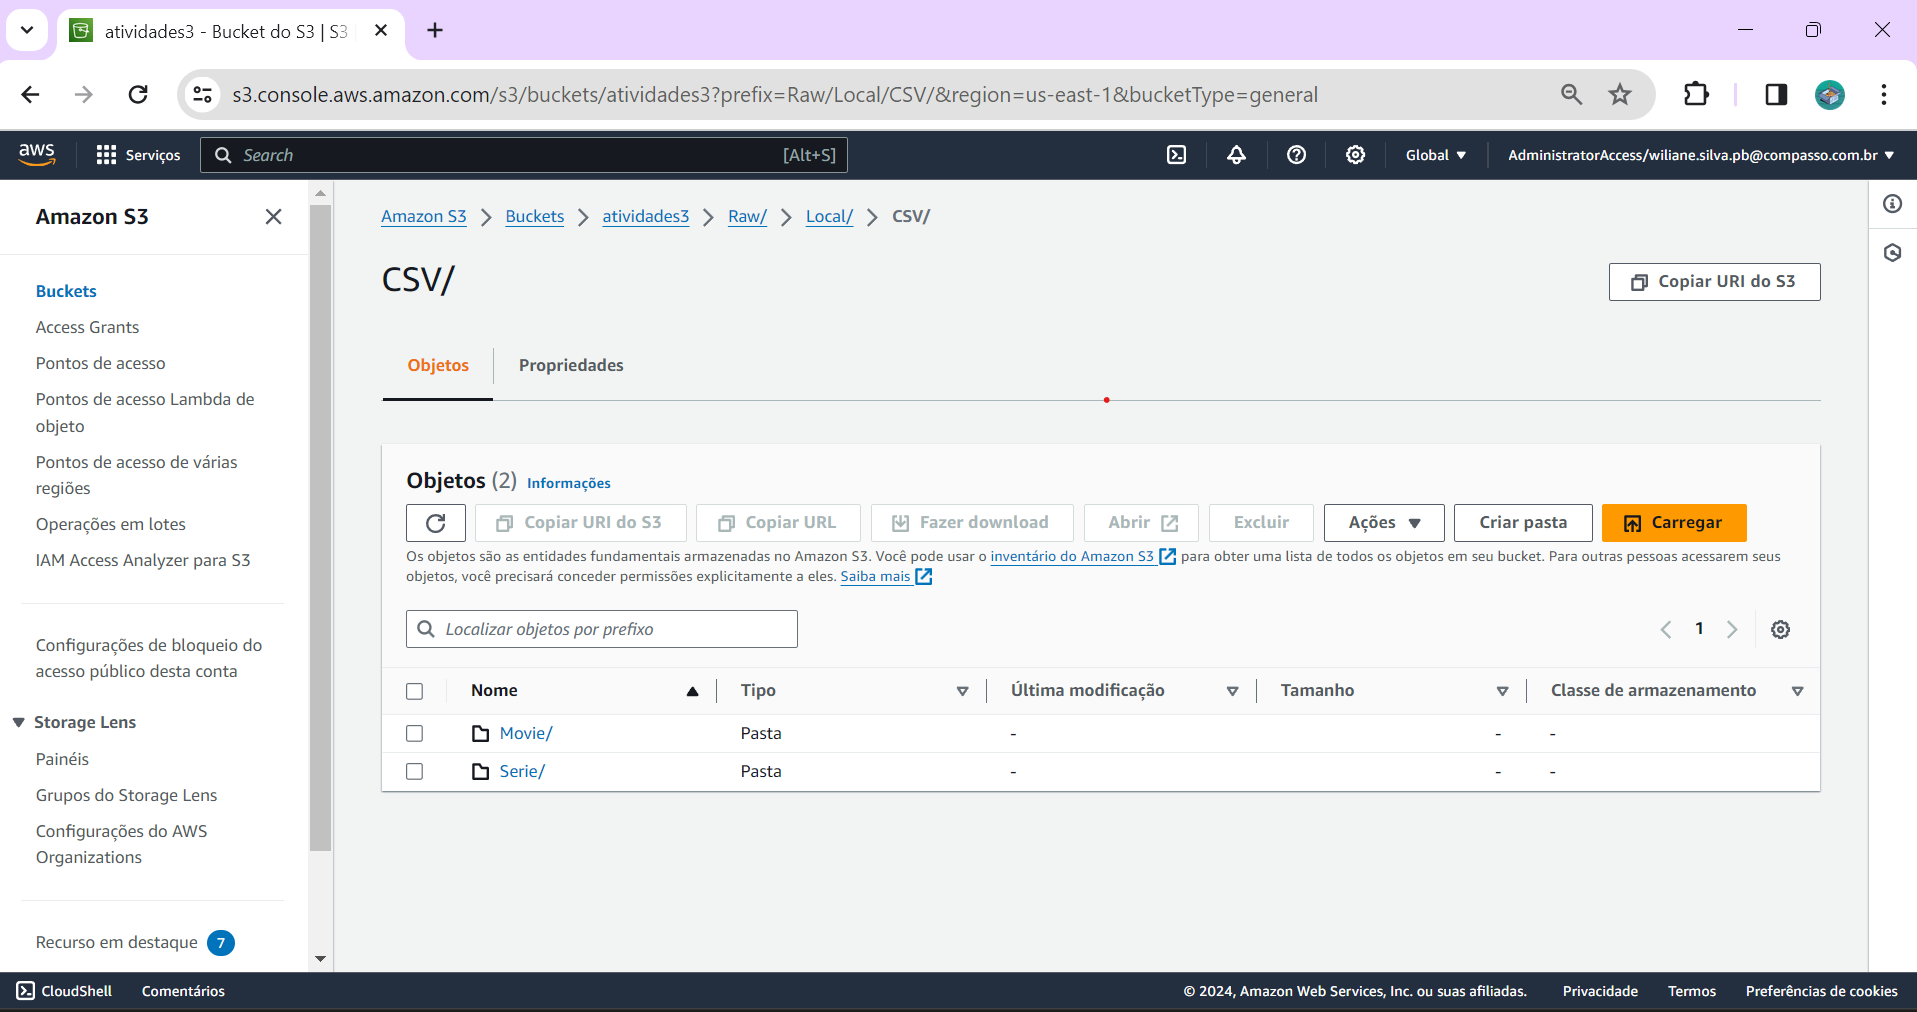 atividades3 - Bucket do S3 | S3
s3.console.aws.amazon.com/s3/buckets/atividades3?prefix=Raw/Local/CSV/&region=us-east-1&bucketType=general
aws
Serviços
Search
[Alt+S]
Global
AdministratorAccess/wiliane.silva.pb@compasso.com.br
Amazon S3
Buckets
Access Grants
Pontos de acesso
Pontos de acesso Lambda de
objeto
Pontos de acesso de várias
regiões
Operações em lotes
IAM Access Analyzer para S3
Configurações de bloqueio do
acesso público desta conta
Storage Lens
Painéis
Grupos do Storage Lens
Configurações do AWS
Organizations
Recurso em destaque 7
Amazon S3 > Buckets > atividades3 > Raw/ > Local/ > CSV/
CSV/
Copiar URI do S3
Objetos
Propriedades
Objetos (2) Informações
Copiar URI do S3
Copiar URL
Fazer download
Abrir
Excluir
Ações
Criar pasta
Carregar
Os objetos são as entidades fundamentais armazenadas no Amazon S3. Você pode usar o inventário do Amazon S3 para obter uma lista de todos os objetos em seu bucket. Para outras pessoas acessarem seus
objetos, você precisará conceder permissões explicitamente a eles. Saiba mais
Localizar objetos por prefixo
1
Nome Tipo Última modificação Tamanho Classe de armazenamento
Movie/ Pasta - - -
Serie/ Pasta - - -
CloudShell
Comentários
© 2024, Amazon Web Services, Inc. ou suas afiliadas.
Privacidade
Termos
Preferências de cookies